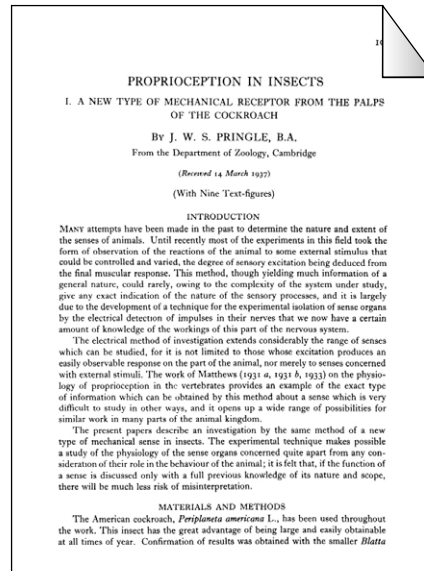 PROPRIOCEPTION IN INSECTS
I. A NEW TYPE OF MECHANICAL RECEPTOR FROM THE PALPS
OF THE COCKROACH
BY J. W. S. PRINGLE, B.A.
From the Department of Zoology, Cambridge
(Received 14 March 1937)
(With Nine Text-figures)
INTRODUCTION
MANY attempts have been made in the past to determine the nature and extent of
the senses of animals. Until recently most of the experiments in this field took the
form of observation of the reactions of the animal to some external stimulus that
could be controlled and varied, the degree of sensory excitation being deduced from
the final muscular response. This method, though yielding much information of a
general nature, could rarely, owing to the complexity of the system under study,
give any exact indication of the nature of the sensory processes, and it is largely
due to the development of a technique for the experimental isolation of sense organs
by the electrical detection of impulses in their nerves that we now have a certain
amount of knowledge of the workings of this part of the nervous system.
The electrical method of investigation extends considerably the range of senses
which can be studied, for it is not limited to those whose excitation produces an
easily observable response on the part of the animal, nor merely to senses concerned
with external stimuli. The work of Matthews (1931 a, 1931 b, 1933) on the physio-
logy of proprioception in the vertebrates provides an example of the exact type
of information which can be obtained by this method about a sense which is very
difficult to study in other ways, and it opens up a wide range of possibilities for
similar work in many parts of the animal kingdom.
The present papers describe an investigation by the same method of a new
type of mechanical sense in insects. The experimental technique makes possible
a study of the physiology of the sense organs concerned quite apart from any con-
sideration of their role in the behaviour of the animal; it is felt that, if the function of
a sense is discussed only with a full previous knowledge of its nature and scope,
there will be much less risk of misinterpretation.
MATERIALS AND METHODS
The American cockroach, Periplaneta americana L., has been used throughout
the work. This insect has the great advantage of being large and easily obtainable
at all times of year. Confirmation of results was obtained with the smaller Blatta